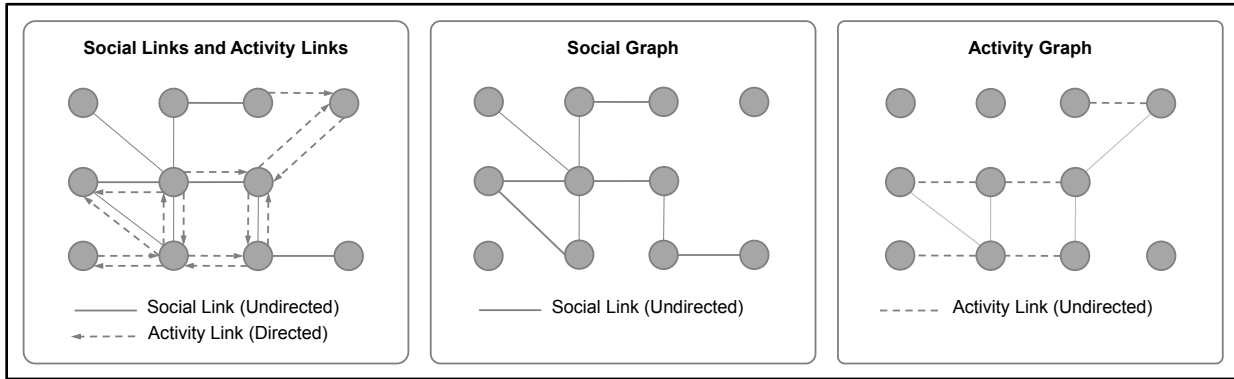 Social Links and Activity Links
Social Link (Undirected)
Activity Link (Directed)
Social Graph
Social Link (Undirected)
Activity Graph
Activity Link (Undirected)